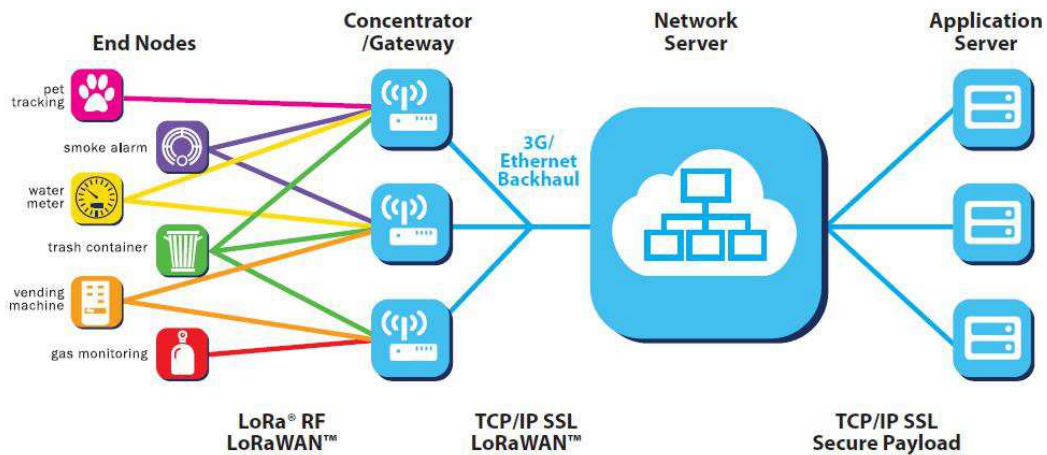 End Nodes
Concentrator
/Gateway
Network
Server
Application
Server
pet
tracking
smoke alarm
water
meter
trash container
vending
machine
gas monitoring
3G/
Ethernet
Backhaul
LoRa® RF
LoRaWAN™
TCP/IP SSL
LoRaWAN™
TCP/IP SSL
Secure Payload